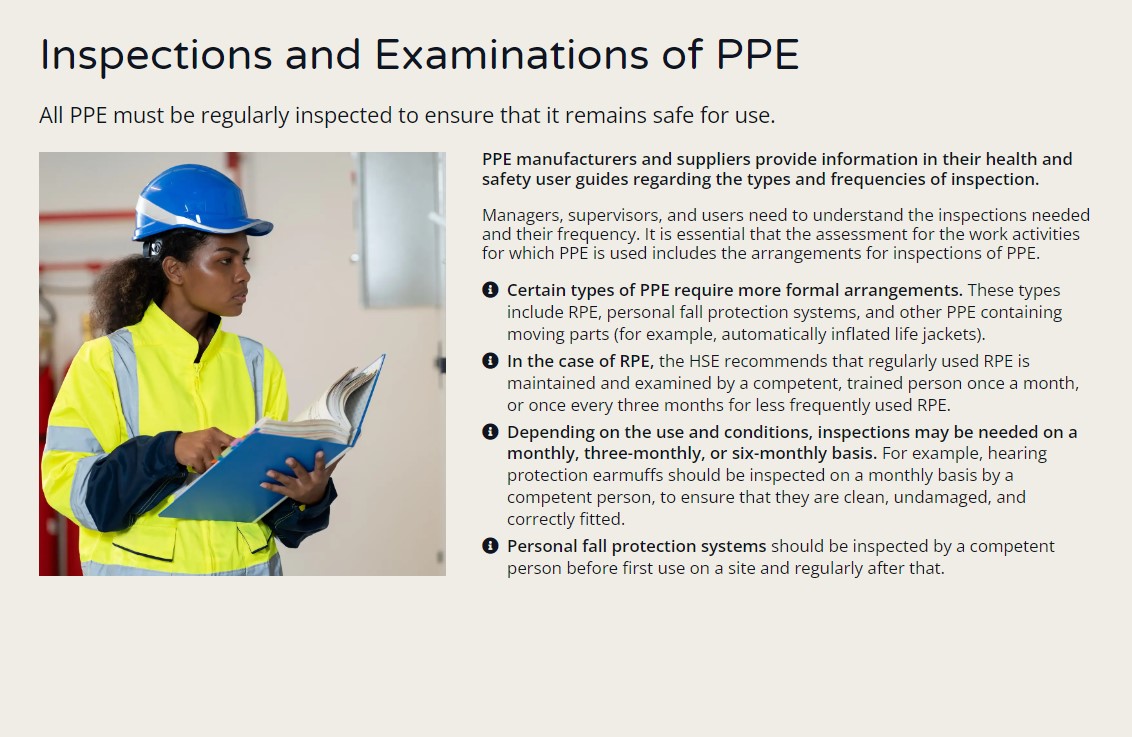 Inspections and Examinations of PPE
All PPE must be regularly inspected to ensure that it remains safe for use.
PPE manufacturers and suppliers provide information in their health and
safety user guides regarding the types and frequencies of inspection.
Managers, supervisors, and users need to understand the inspections needed
and their frequency. It is essential that the assessment for the work activities
for which PPE is used includes the arrangements for inspections of PPE.
Certain types of PPE require more formal arrangements. These types
include RPE, personal fall protection systems, and other PPE containing
moving parts (for example, automatically inflated life jackets).
In the case of RPE, the HSE recommends that regularly used RPE is
maintained and examined by a competent, trained person once a month,
or once every three months for less frequently used RPE.
Depending on the use and conditions, inspections may be needed on a
monthly, three-monthly, or six-monthly basis. For example, hearing
protection earmuffs should be inspected on a monthly basis by a
competent person, to ensure that they are clean, undamaged, and
correctly fitted.
Personal fall protection systems should be inspected by a competent
person before first use on a site and regularly after that.